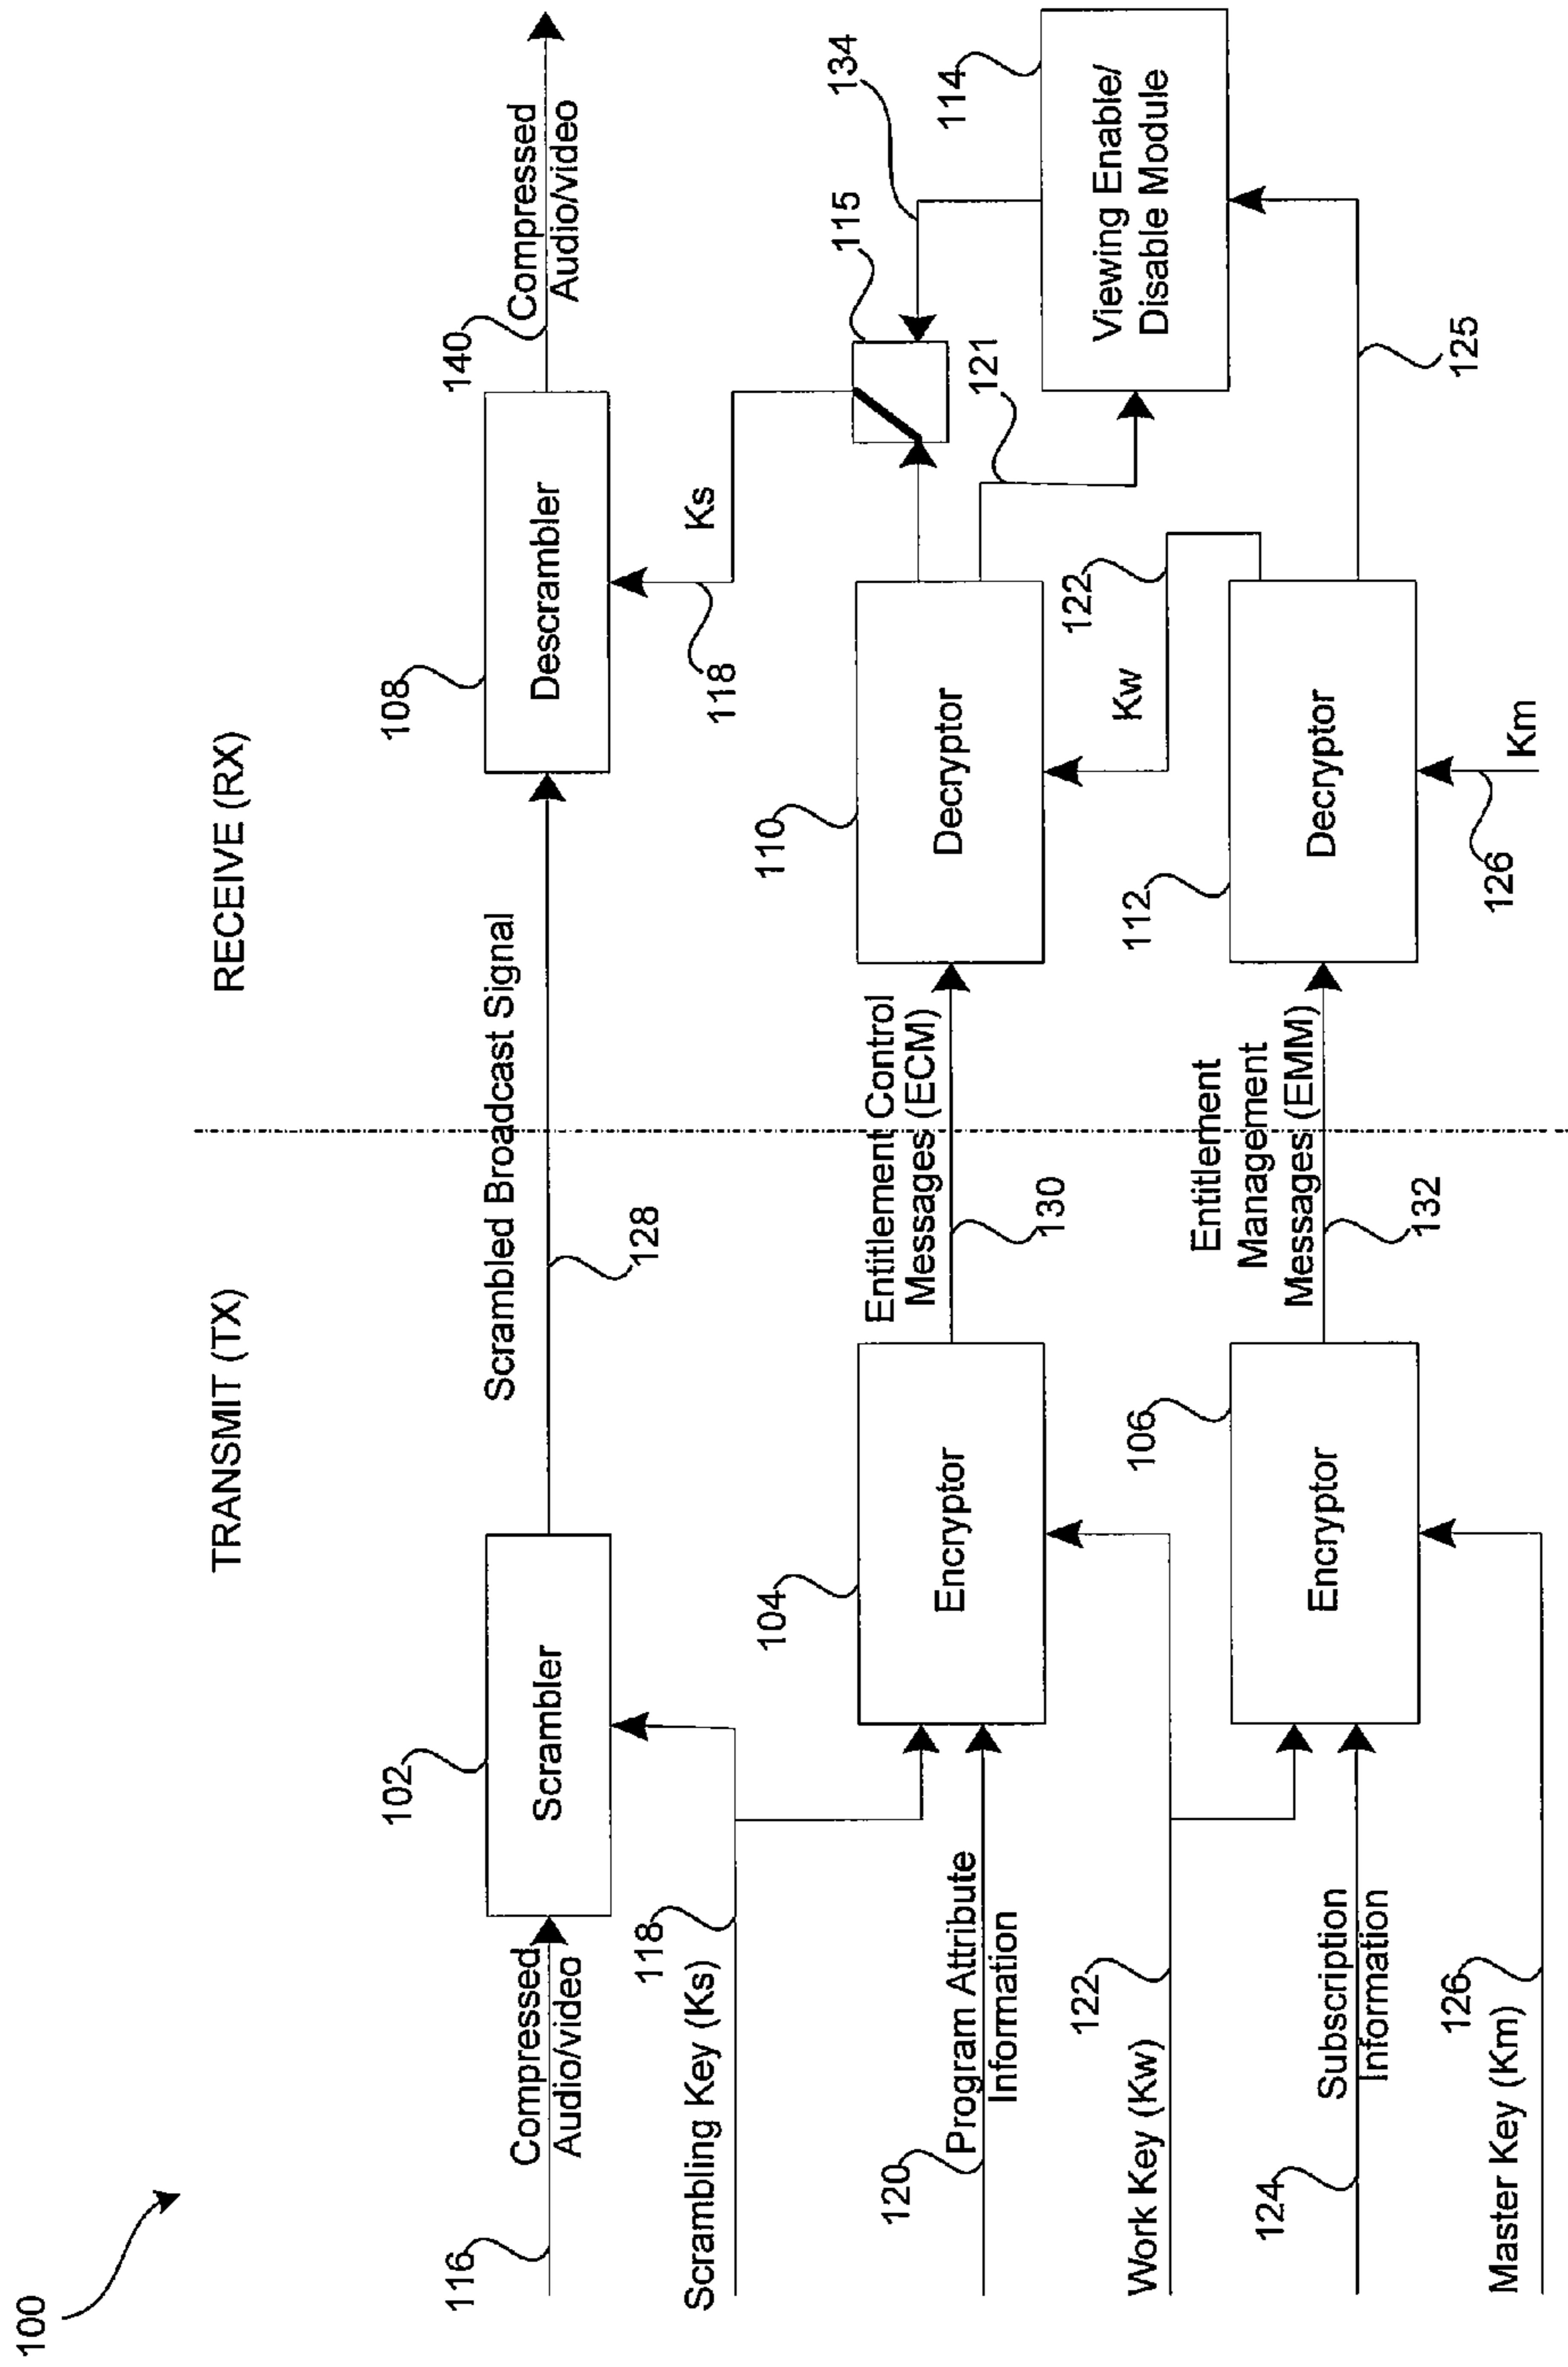 100
TRANSMIT (TX)
RECEIVE (RX)
116
Compressed
Audio/video
102
Scrambler
128
Scrambled Broadcast Signal
108
Descrambler
140
Compressed
Audio/video
118
Scrambling Key (Ks)
118
Ks
115
134
120
Program Attribute
Information
104
Encryptor
130
Entitlement Control
Messages (ECM)
110
Decryptor
121
114
Viewing Enable/
Disable Module
122
Work Key (Kw)
Kw
122
124
Subscription
Information
106
Encryptor
132
Entitlement
Management
Messages (EMM)
112
Decryptor
125
126
Master Key (Km)
126
Km